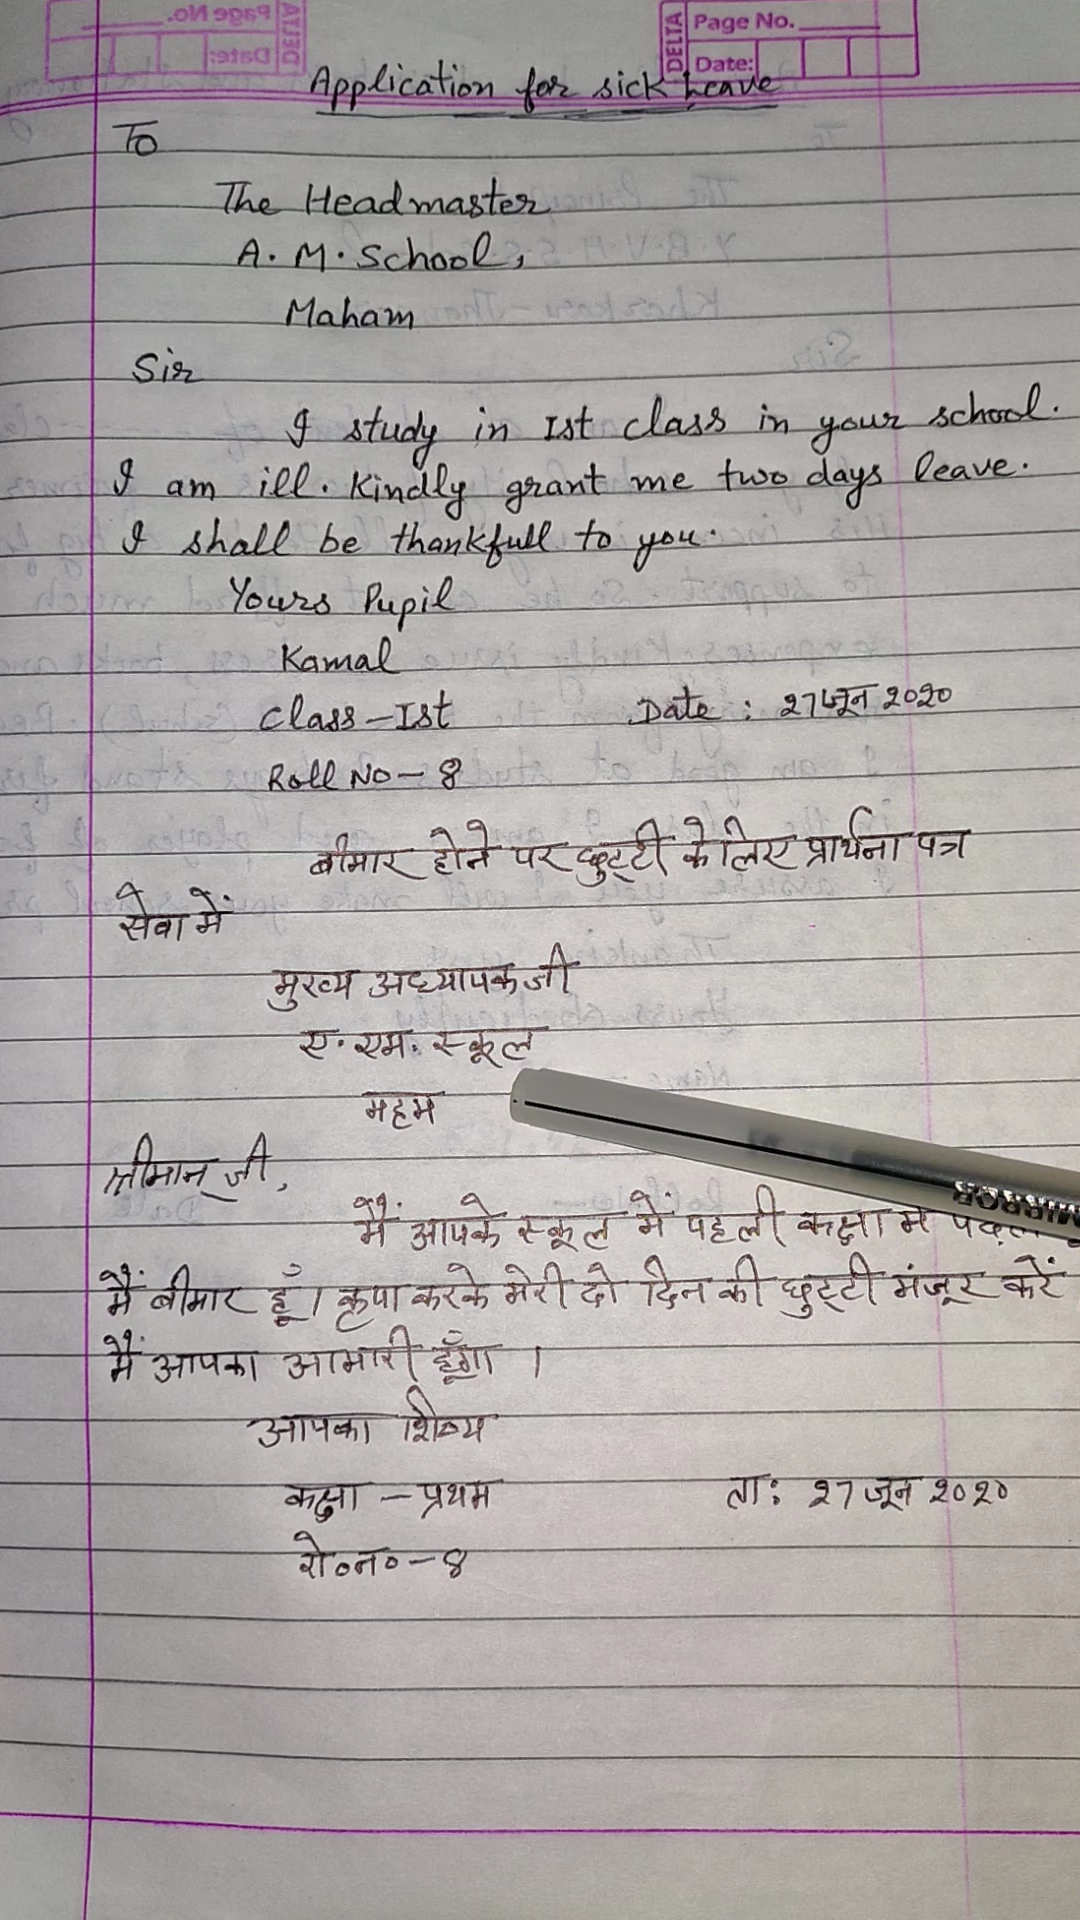 DELTA Page No.
Date:
Application for sick Leave
To
The Headmaster
A. M. School,
Maham
Sir
I study in Ist class in your school.
I am ill. Kindly grant me two days leave.
I shall be thankfull to you.
Yours Pupil
Kamal
Class - Ist Date : 27 जून 2020
Roll No - 8
बीमार होने पर छुट्टी के लिए प्रार्थना पत्र
सेवा में
मुख्य अध्यापक जी
ए. एम. स्कूल
महम
श्रीमान् जी,
मैं आपके स्कूल में पहली कक्षा में
मैं बीमार हूँ। कृपा करके मेरी दो दिन की छुट्टी मंजूर करें
मैं आपका आभारी हूँगा ।
आपका शिष्य
कक्षा - प्रथम ता: 27 जून 2020
रो०न० - 8
MIRROR